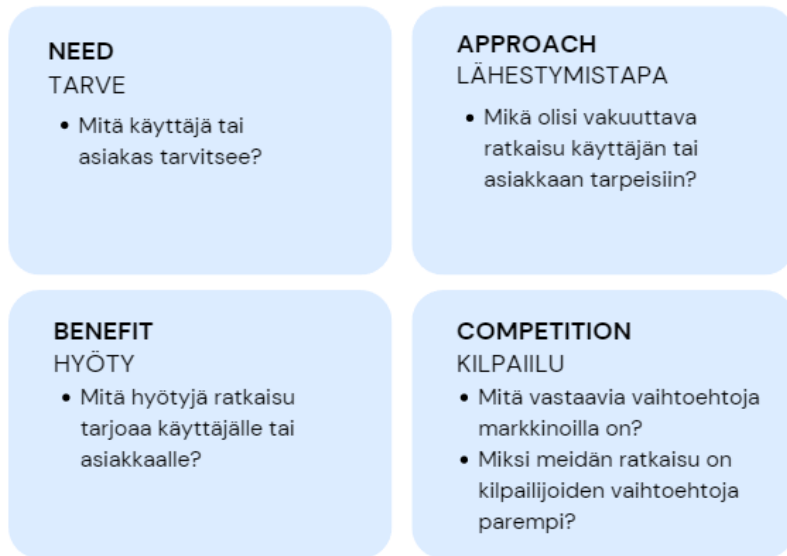 NEED
TARVE
• Mitä käyttäjä tai
asiakas tarvitsee?
APPROACH
LÄHESTYMISTAPA
• Mikä olisi vakuuttava
ratkaisu käyttäjän tai
asiakkaan tarpeisiin?
BENEFIT
HYÖTY
• Mitä hyötyjä ratkaisu
tarjoaa käyttäjälle tai
asiakkaalle?
COMPETITION
KILPAIILU
• Mitä vastaavia vaihtoehtoja
markkinoilla on?
• Miksi meidän ratkaisu on
kilpailijoiden vaihtoehtoja
parempi?